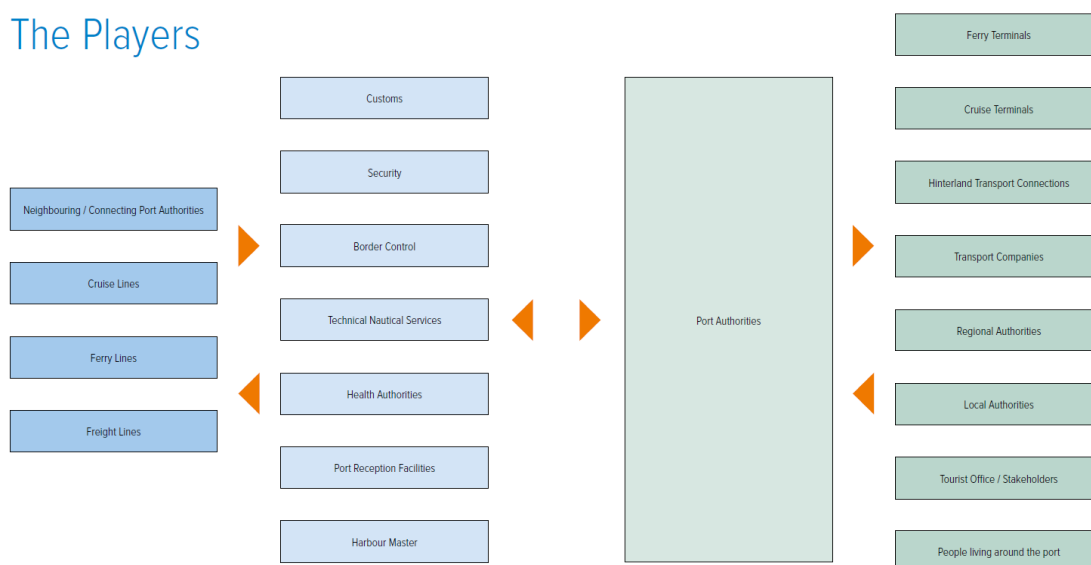 The Players
Neighbouring / Connecting Port Authorities
Cruise Lines
Ferry Lines
Freight Lines
Customs
Security
Border Control
Technical Nautical Services
Health Authorities
Port Reception Facilities
Harbour Master
Port Authorities
Ferry Terminals
Cruise Terminals
Hinterland Transport Connections
Transport Companies
Regional Authorities
Local Authorities
Tourist Office / Stakeholders
People living around the port